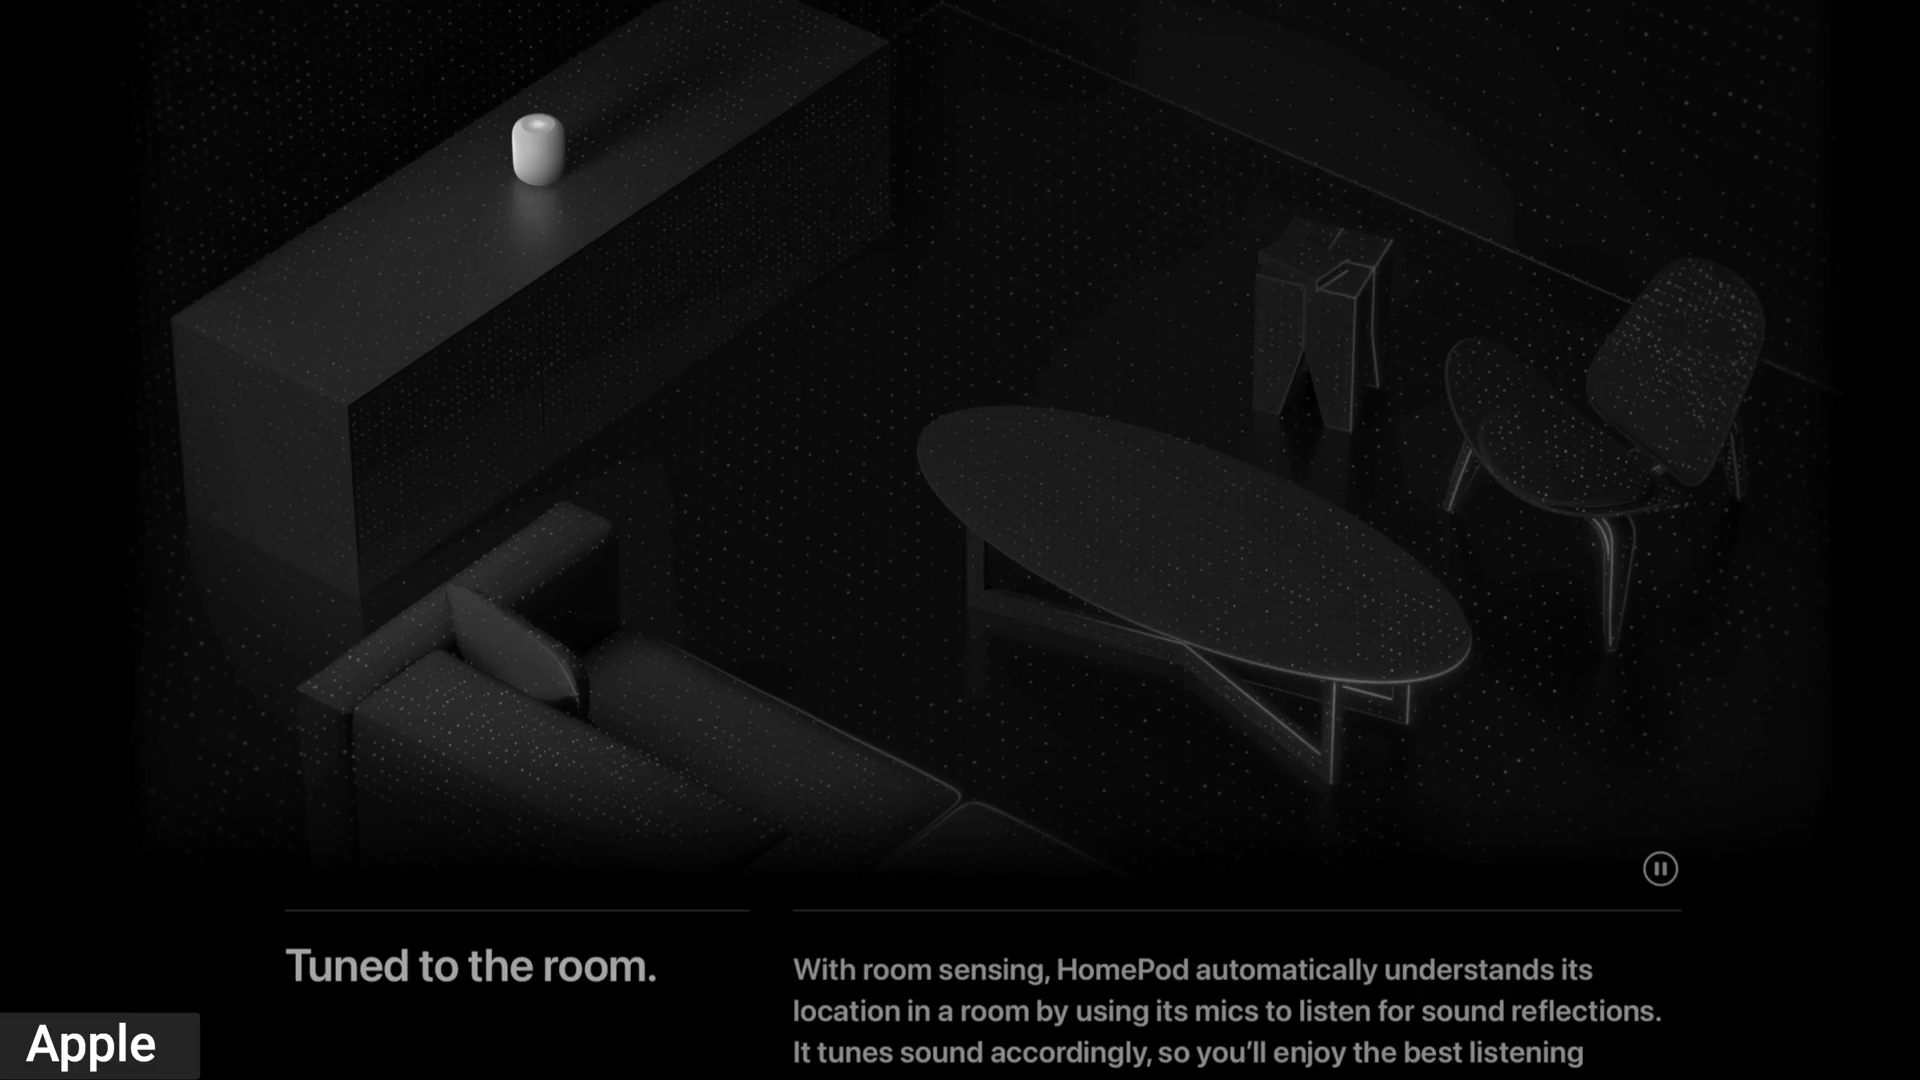 Tuned to the room.
With room sensing, HomePod automatically understands its
location in a room by using its mics to listen for sound reflections.
It tunes sound accordingly, so you’ll enjoy the best listening
Apple